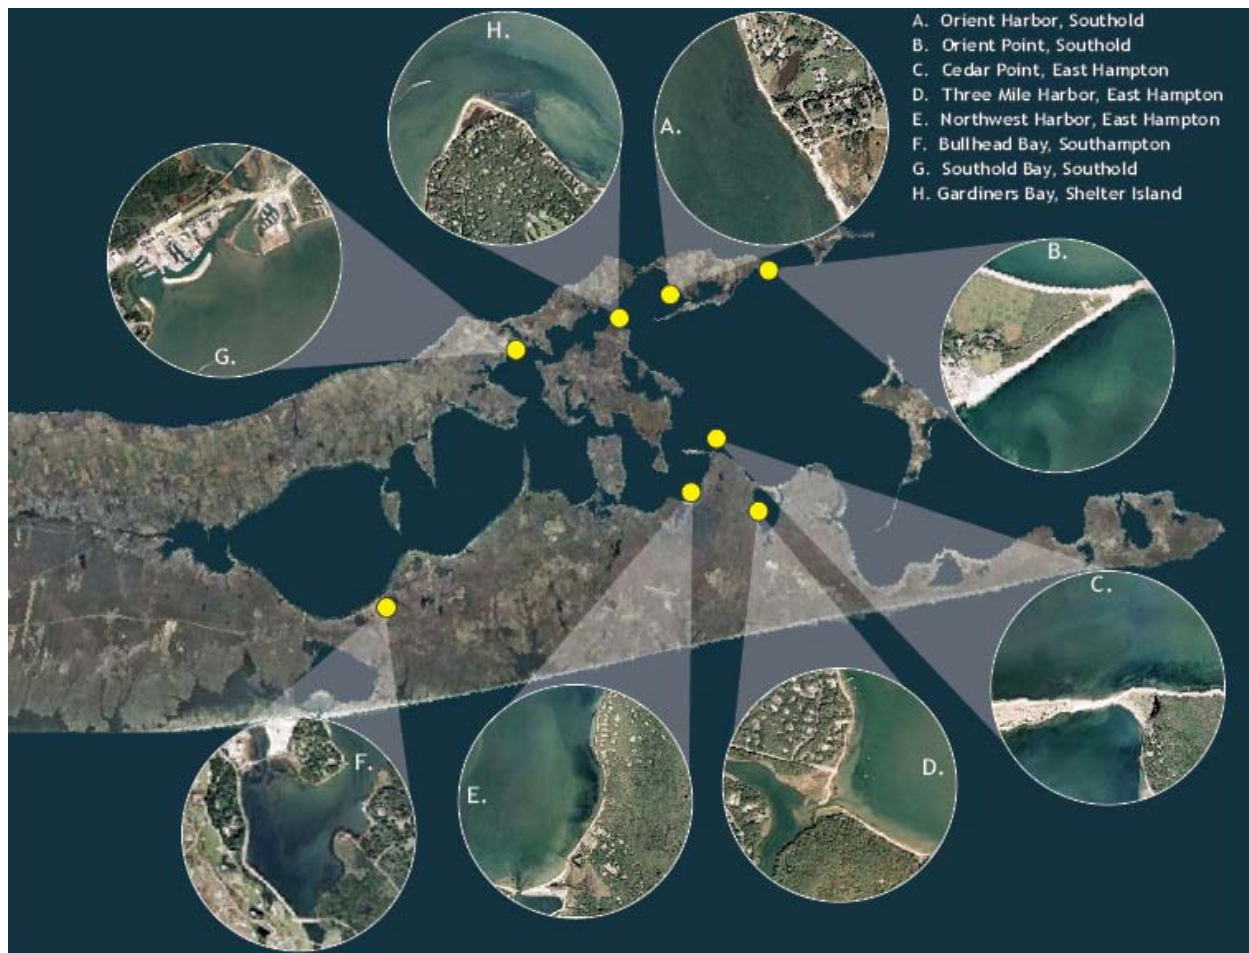 H.
A.
A. Orient Harbor, Southold
B. Orient Point, Southold
C. Cedar Point, East Hampton
D. Three Mile Harbor, East Hampton
E. Northwest Harbor, East Hampton
F. Bullhead Bay, Southampton
G. Southold Bay, Southold
H. Gardiners Bay, Shelter Island
B.
G.
C.
F.
E.
D.